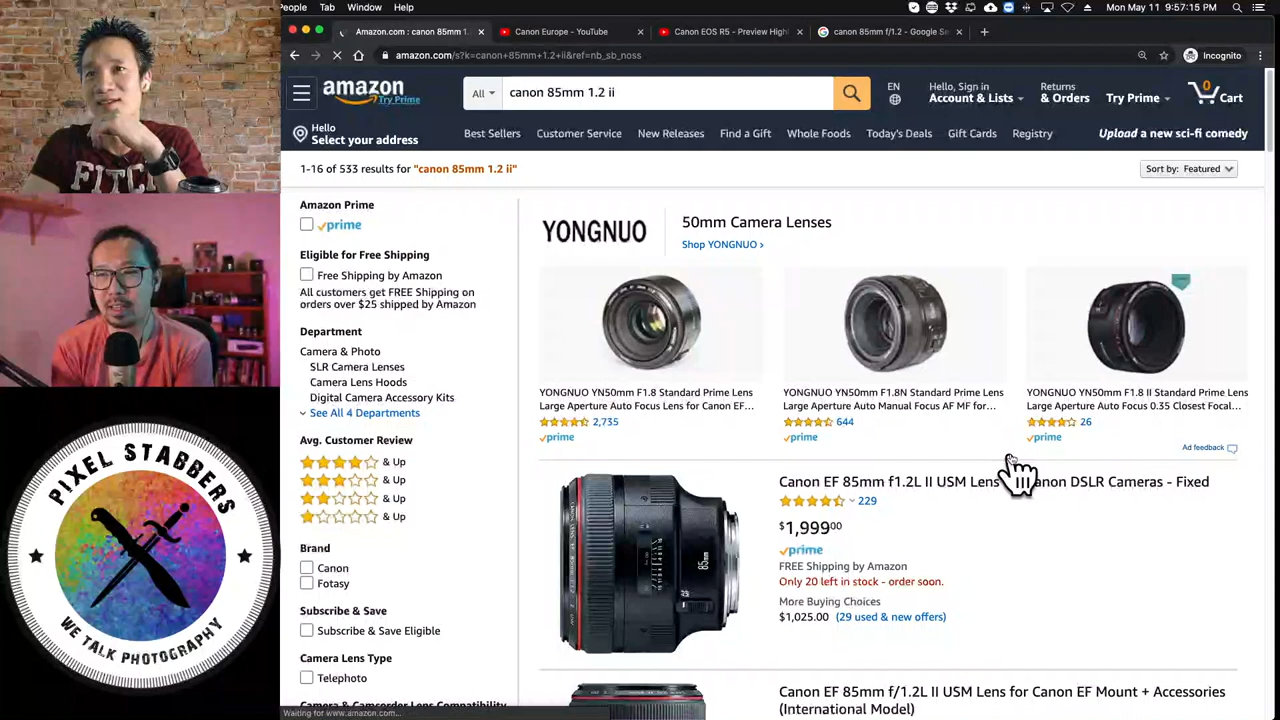 People Tab Window Help
Mon May 11 9:57:15 PM
Amazon.com : canon 85mm 1.
Canon Europe - YouTube
Canon EOS R5 - Preview High
canon 85mm f/1.2 - Google Se
amazon.com/s?k=canon+85mm+1.2+ii&ref=nb_sb_noss
Incognito
amazon
Try Prime
All
canon 85mm 1.2 ii
EN
Hello, Sign in
Account & Lists
Returns
& Orders
Try Prime
0
Cart
Hello
Select your address
Best Sellers
Customer Service
New Releases
Find a Gift
Whole Foods
Today's Deals
Gift Cards
Registry
Upload a new sci-fi comedy
1-16 of 533 results for "canon 85mm 1.2 ii"
Sort by: Featured
Amazon Prime
prime
Eligible for Free Shipping
Free Shipping by Amazon
All customers get FREE Shipping on
orders over $25 shipped by Amazon
Department
Camera & Photo
SLR Camera Lenses
Camera Lens Hoods
Digital Camera Accessory Kits
See All 4 Departments
Avg. Customer Review
& Up
& Up
& Up
& Up
Brand
Canon
Fotasy
Subscribe & Save
Subscribe & Save Eligible
Camera Lens Type
Telephoto
Camera & Camcorder Lens Compatibility
Waiting for www.amazon.com...
YONGNUO
50mm Camera Lenses
Shop YONGNUO ›
YONGNUO YN50mm F1.8 Standard Prime Lens
Large Aperture Auto Focus Lens for Canon EF...
2,735
prime
YONGNUO YN50mm F1.8N Standard Prime Lens
Large Aperture Auto Manual Focus AF MF for...
644
prime
YONGNUO YN50mm F1.8 II Standard Prime Lens
Large Aperture Auto Focus 0.35 Closest Focal...
26
prime
Ad feedback
Canon EF 85mm f1.2L II USM Lens
DSLR Cameras - Fixed
229
$1,999.00
prime
FREE Shipping by Amazon
Only 20 left in stock - order soon.
More Buying Choices
$1,025.00 (29 used & new offers)
85mm
Canon EF 85mm
II USM Lens
EF Mount + Accessories
(International Model)
FITCH
PIXEL STABBERS
WE TALK PHOTOGRAPHY